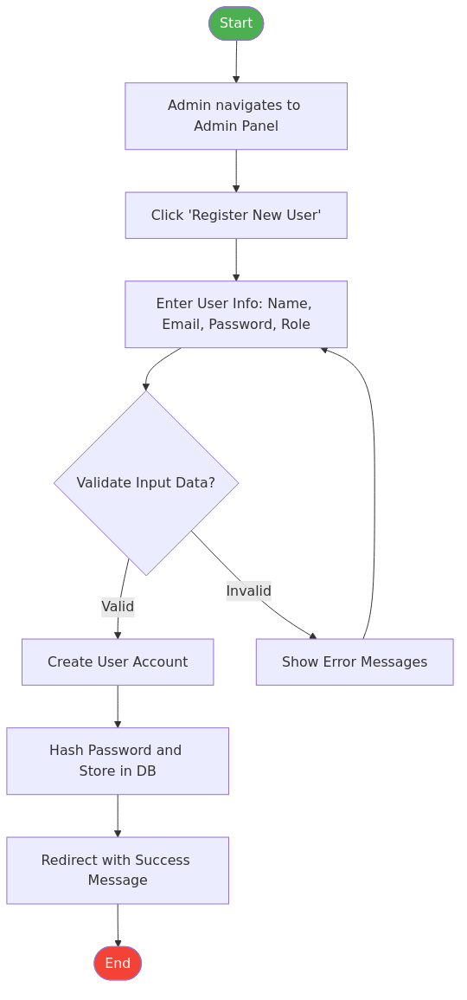 Start
Admin navigates to
Admin Panel
Click 'Register New User'
Enter User Info: Name,
Email, Password, Role
Validate Input Data?
Invalid
Valid
Create User Account
Show Error Messages
Hash Password and
Store in DB
Redirect with Success
Message
End